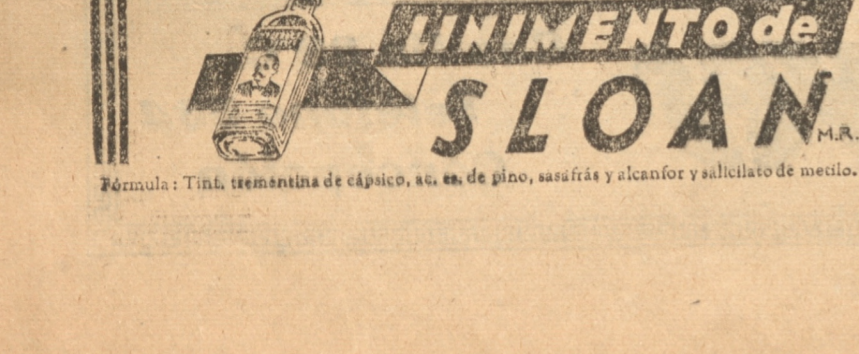 LINIMENTO de
SLOAN M.R.
Fórmula: Tint. trementina de cápsico, ac. es. de pino, sasafrás y alcanfor y salicilato de metilo.